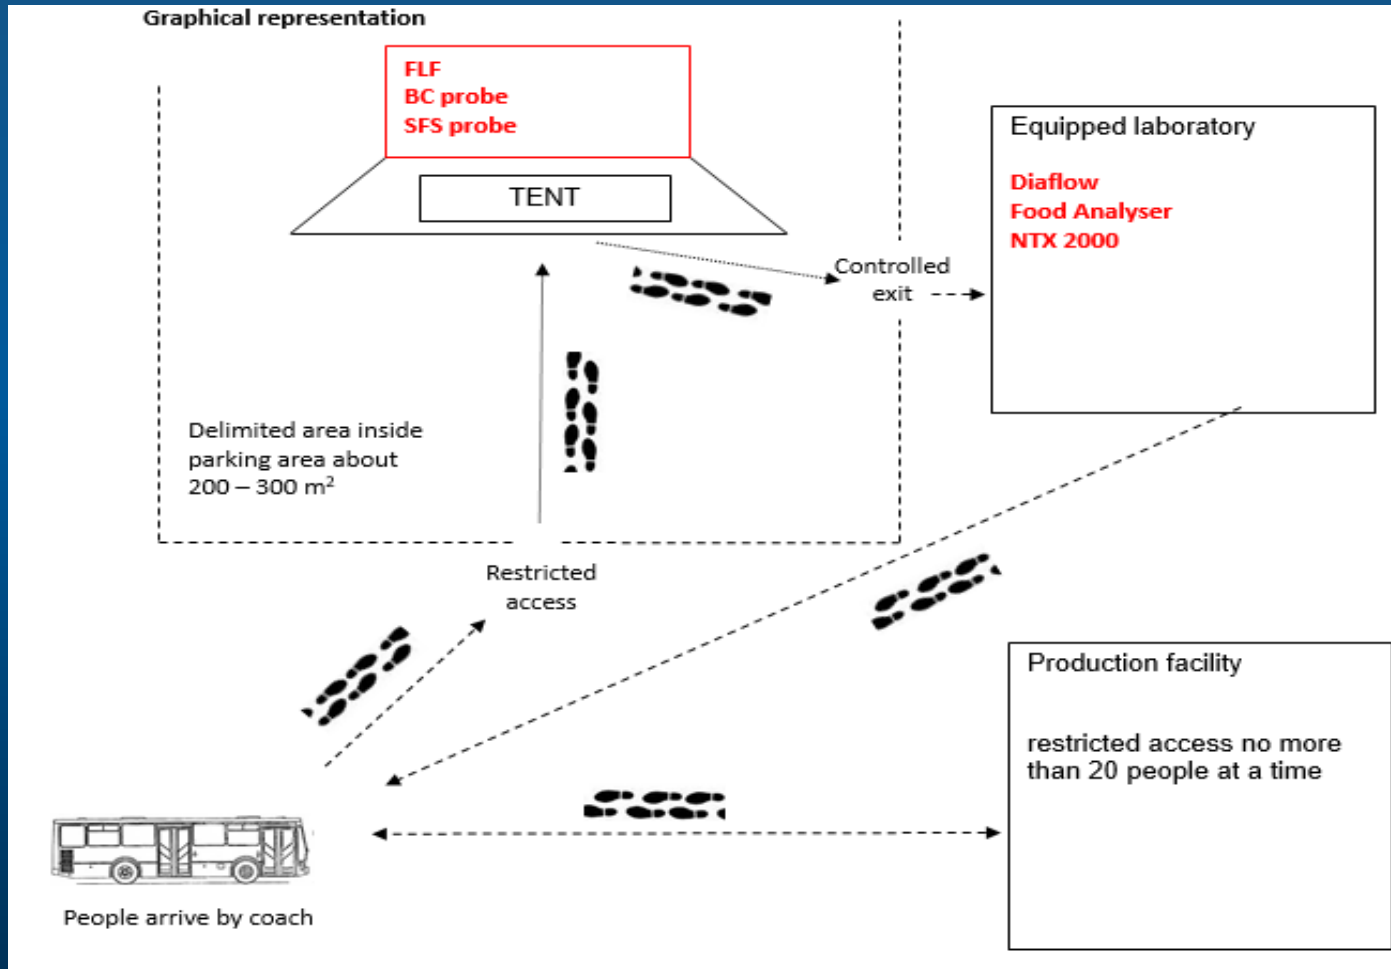 Graphical representation
FLF
BC probe
SFS probe
TENT
Equipped laboratory
Diaflow
Food Analyser
NTX 2000
Controlled
exit
Delimited area inside
parking area about
200 – 300 m²
Restricted
access
Production facility
restricted access no more
than 20 people at a time
People arrive by coach